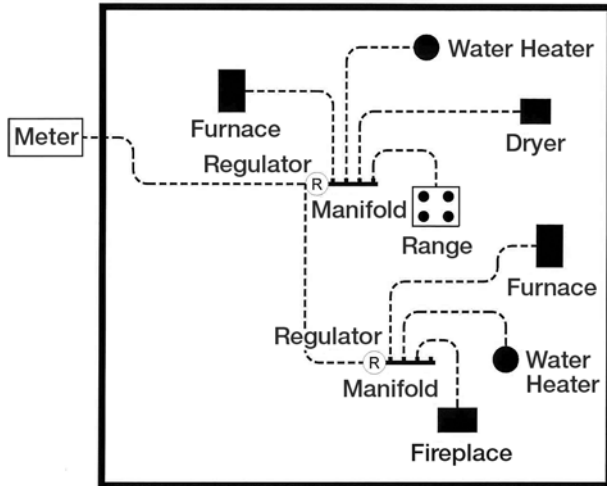 Water Heater
Furnace
Dryer
Meter
Regulator
R
Manifold
Range
Furnace
Regulator
R
Manifold
Water
Heater
Fireplace